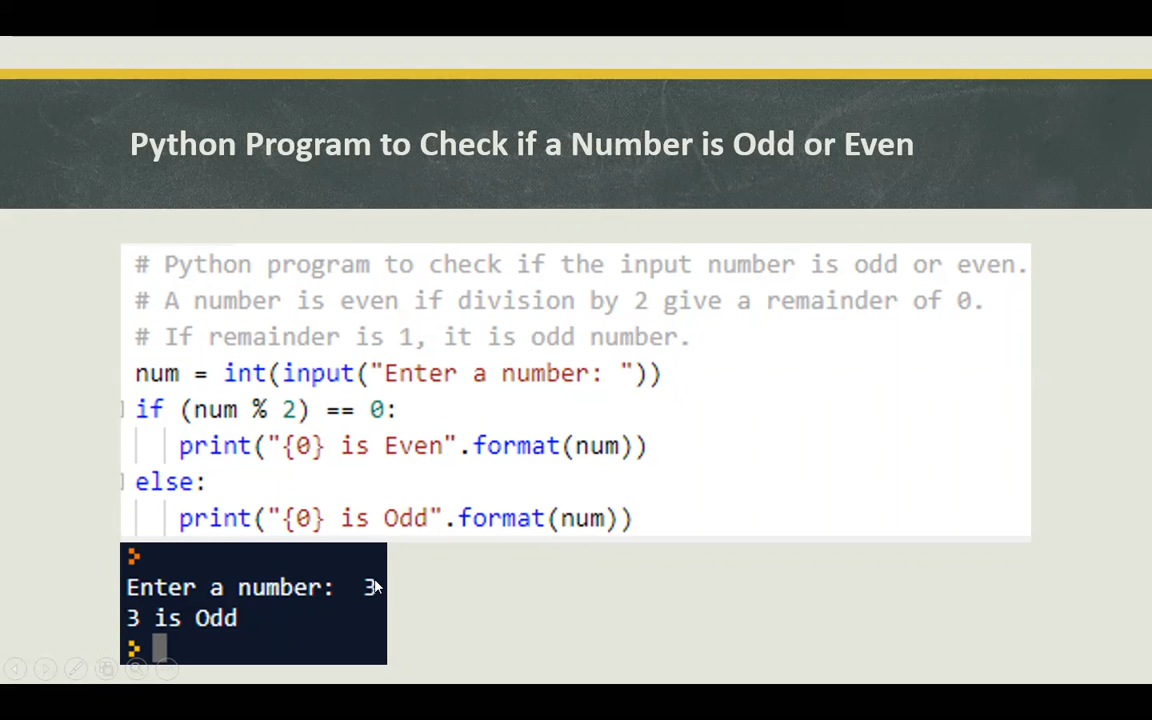 Python Program to Check if a Number is Odd or Even
# Python program to check if the input number is odd or even.
# A number is even if division by 2 give a remainder of 0.
# If remainder is 1, it is odd number.
num = int(input("Enter a number: "))
if (num % 2) == 0:
    print("{0} is Even".format(num))
else:
    print("{0} is Odd".format(num))
>
Enter a number:  3
3 is Odd
>